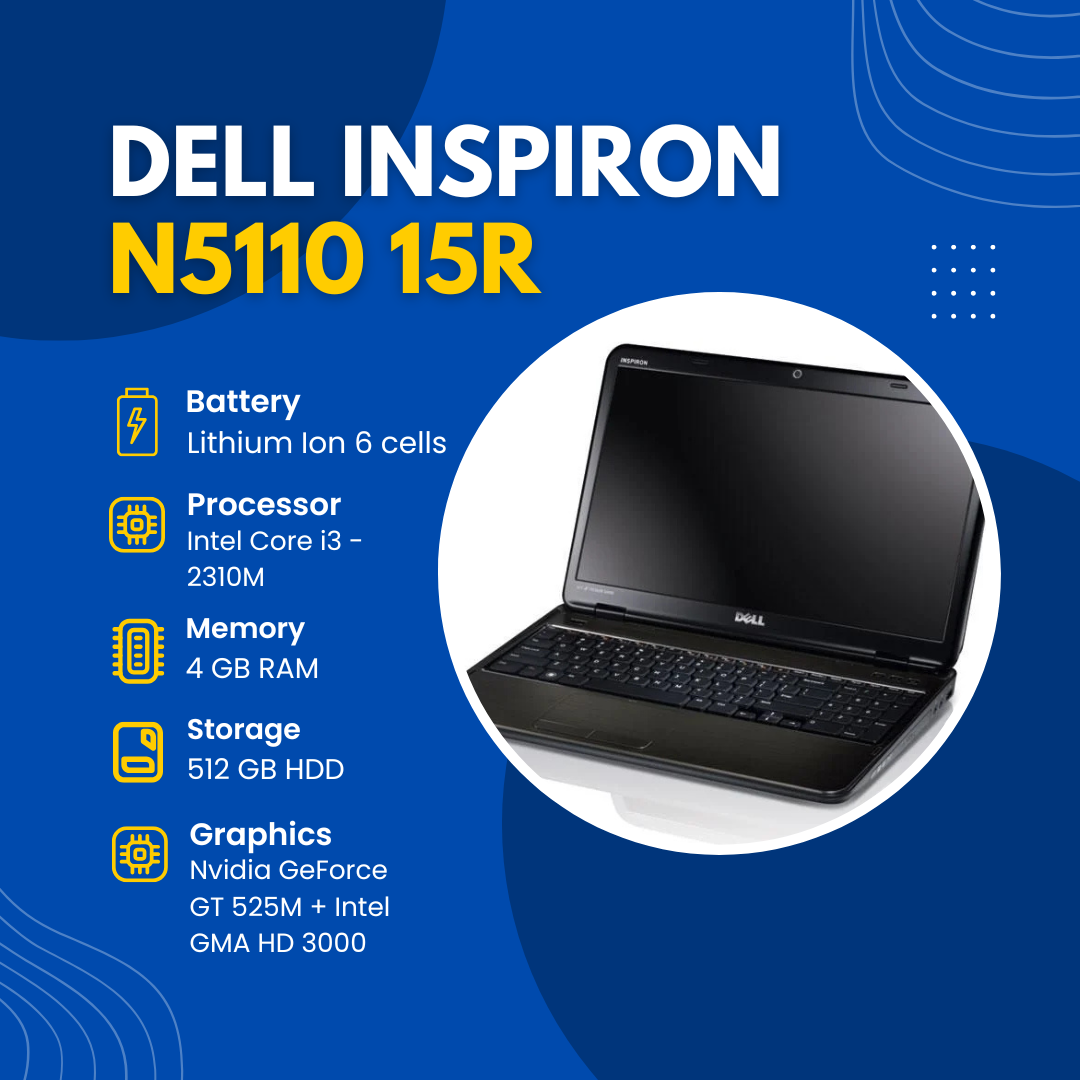 DELL INSPIRON
N5110 15R
Battery
Lithium Ion 6 cells
Processor
Intel Core i3 -
2310M
Memory
4 GB RAM
Storage
512 GB HDD
Graphics
Nvidia GeForce
GT 525M + Intel
GMA HD 3000
INSPIRON
DELL